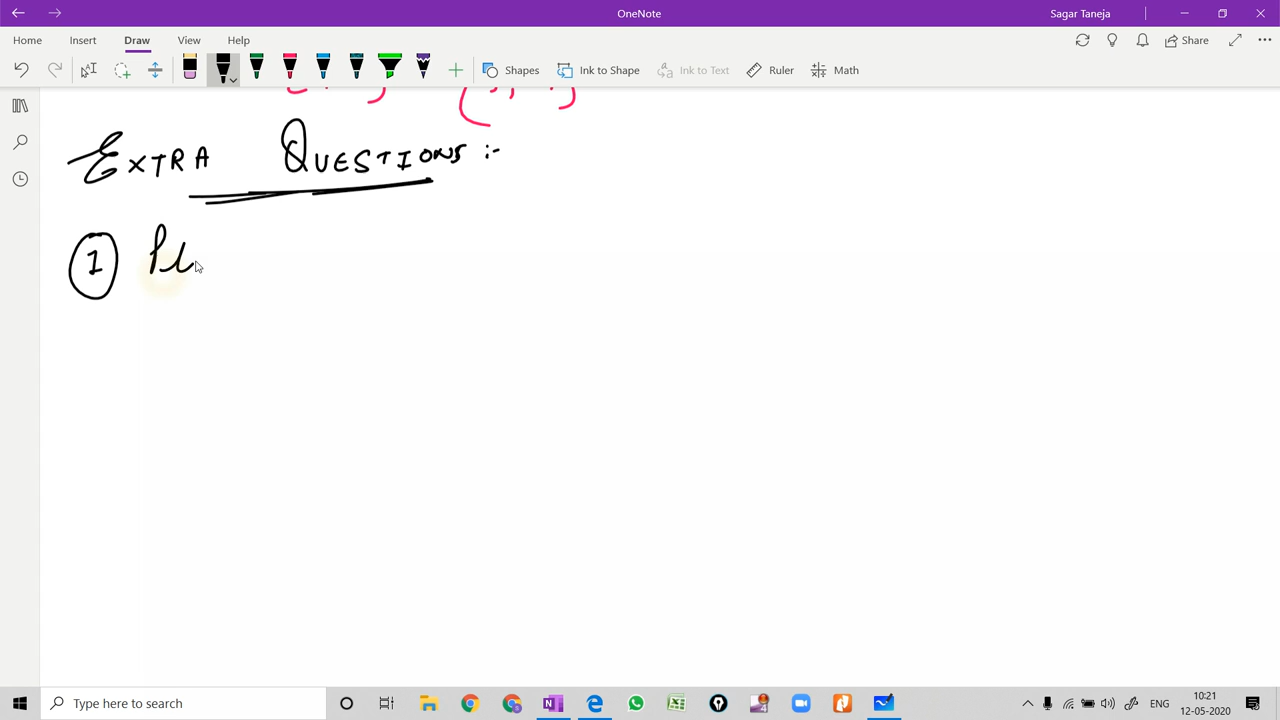 OneNote
Sagar Taneja
Home Insert Draw View Help
Share
Shapes Ink to Shape Ink to Text Ruler Math
EXTRA QUESTIONS :-
1
Type here to search
ENG
10:21
12-05-2020